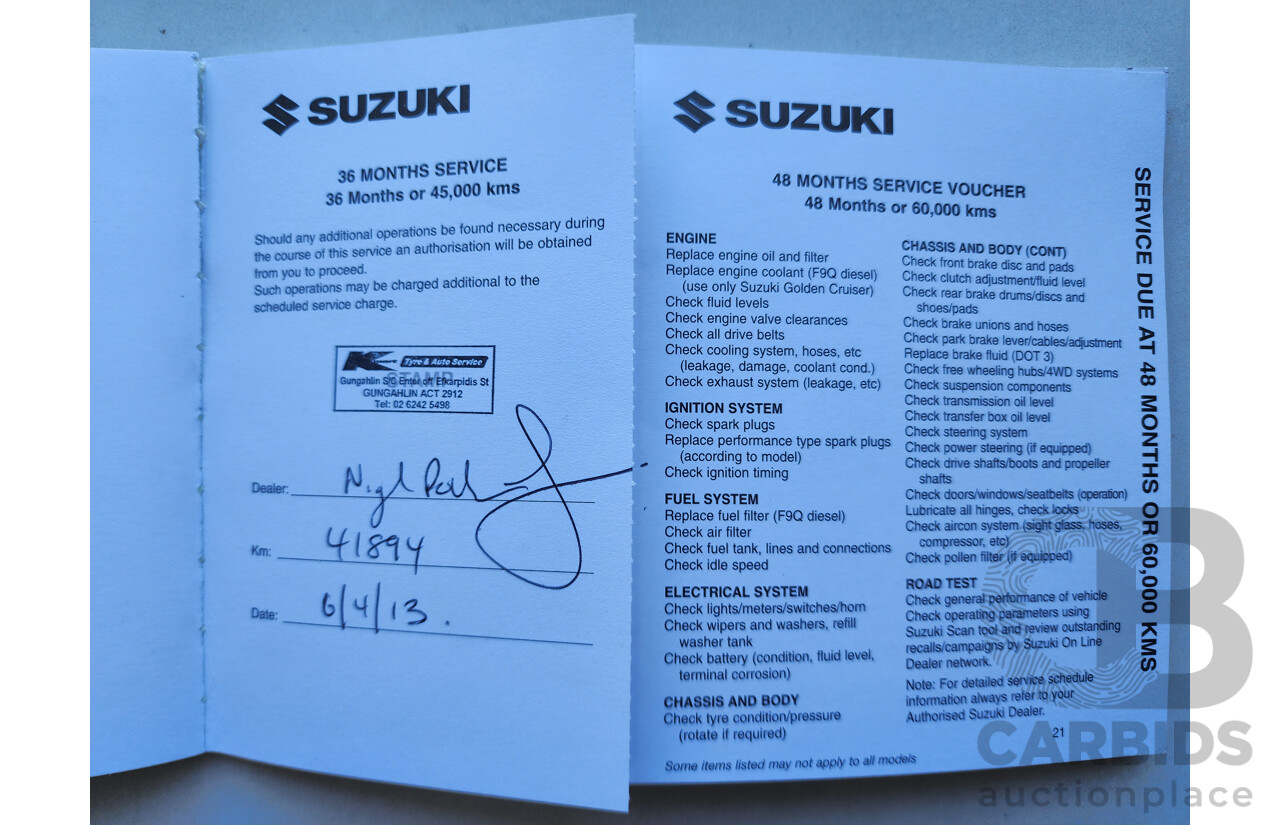 SUZUKI
36 MONTHS SERVICE
36 Months or 45,000 kms
Should any additional operations be found necessary during
the course of this service an authorisation will be obtained
from you to proceed.
Such operations may be charged additional to the
scheduled service charge.
Tyre & Auto Service
STAMP
Gungahlin S/C Enter off Efkarpidis St
GUNGAHLIN ACT 2912
Tel: 02 6242 5498
Dealer:
Km: 41894
Date: 6/4/13.
SUZUKI
48 MONTHS SERVICE VOUCHER
48 Months or 60,000 kms
ENGINE
Replace engine oil and filter
Replace engine coolant (F9Q diesel)
(use only Suzuki Golden Cruiser)
Check fluid levels
Check engine valve clearances
Check all drive belts
Check cooling system, hoses, etc
(leakage, damage, coolant cond.)
Check exhaust system (leakage, etc)
IGNITION SYSTEM
Check spark plugs
Replace performance type spark plugs
(according to model)
Check ignition timing
FUEL SYSTEM
Replace fuel filter (F9Q diesel)
Check air filter
Check fuel tank, lines and connections
Check idle speed
ELECTRICAL SYSTEM
Check lights/meters/switches/horn
Check wipers and washers, refill
washer tank
Check battery (condition, fluid level,
terminal corrosion)
CHASSIS AND BODY
Check tyre condition/pressure
(rotate if required)
Some items listed may not apply to all models
CHASSIS AND BODY (CONT)
Check front brake disc and pads
Check clutch adjustment/fluid level
Check rear brake drums/discs and
shoes/pads
Check brake unions and hoses
Check park brake lever/cables/adjustment
Replace brake fluid (DOT 3)
Check free wheeling hubs/4WD systems
Check suspension components
Check transmission oil level
Check transfer box oil level
Check steering system
Check power steering (if equipped)
Check drive shafts/boots and propeller
shafts
Check doors/windows/seatbelts (operation)
Lubricate all hinges, check locks
Check aircon system (sight glass, hoses,
compressor, etc)
Check pollen filter (if equipped)
ROAD TEST
Check general performance of vehicle
Check operating parameters using
Suzuki Scan tool and review outstanding
recalls/campaigns by Suzuki On Line
Dealer network.
Note: For detailed service schedule
information always refer to your
Authorised Suzuki Dealer.
21
SERVICE DUE AT 48 MONTHS OR 60,000 KMS
CARBIDS
auctionplace